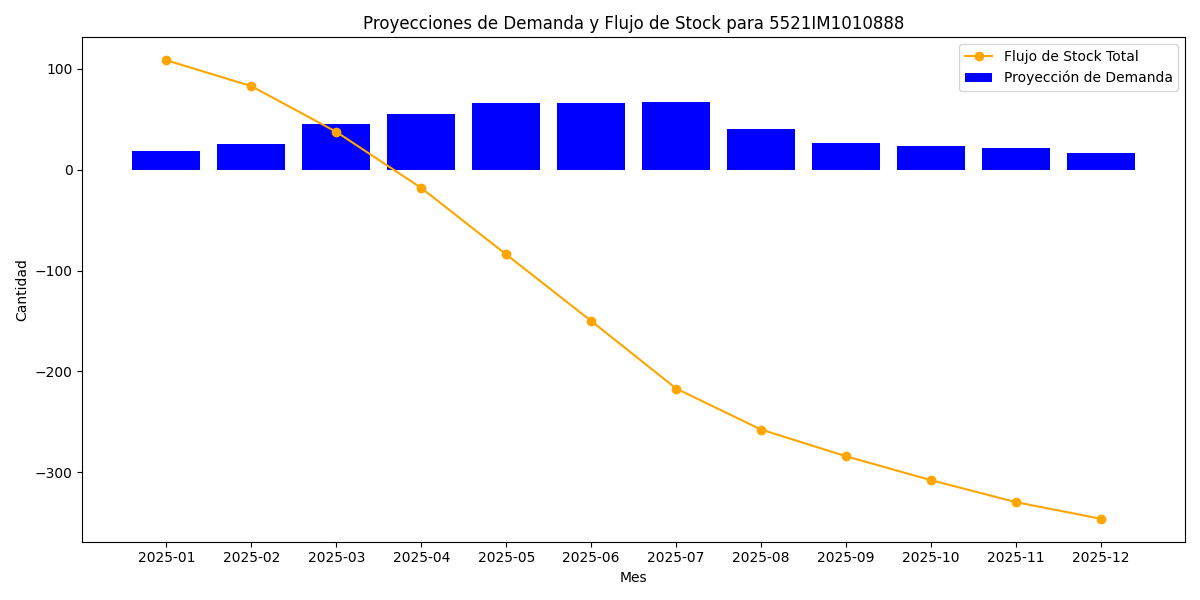 Proyecciones de Demanda y Flujo de Stock para 5521IM1010888
Flujo de Stock Total
Proyección de Demanda
100
0
−100
−200
−300
Cantidad
2025-01 2025-02 2025-03 2025-04 2025-05 2025-06 2025-07 2025-08 2025-09 2025-10 2025-11 2025-12
Mes